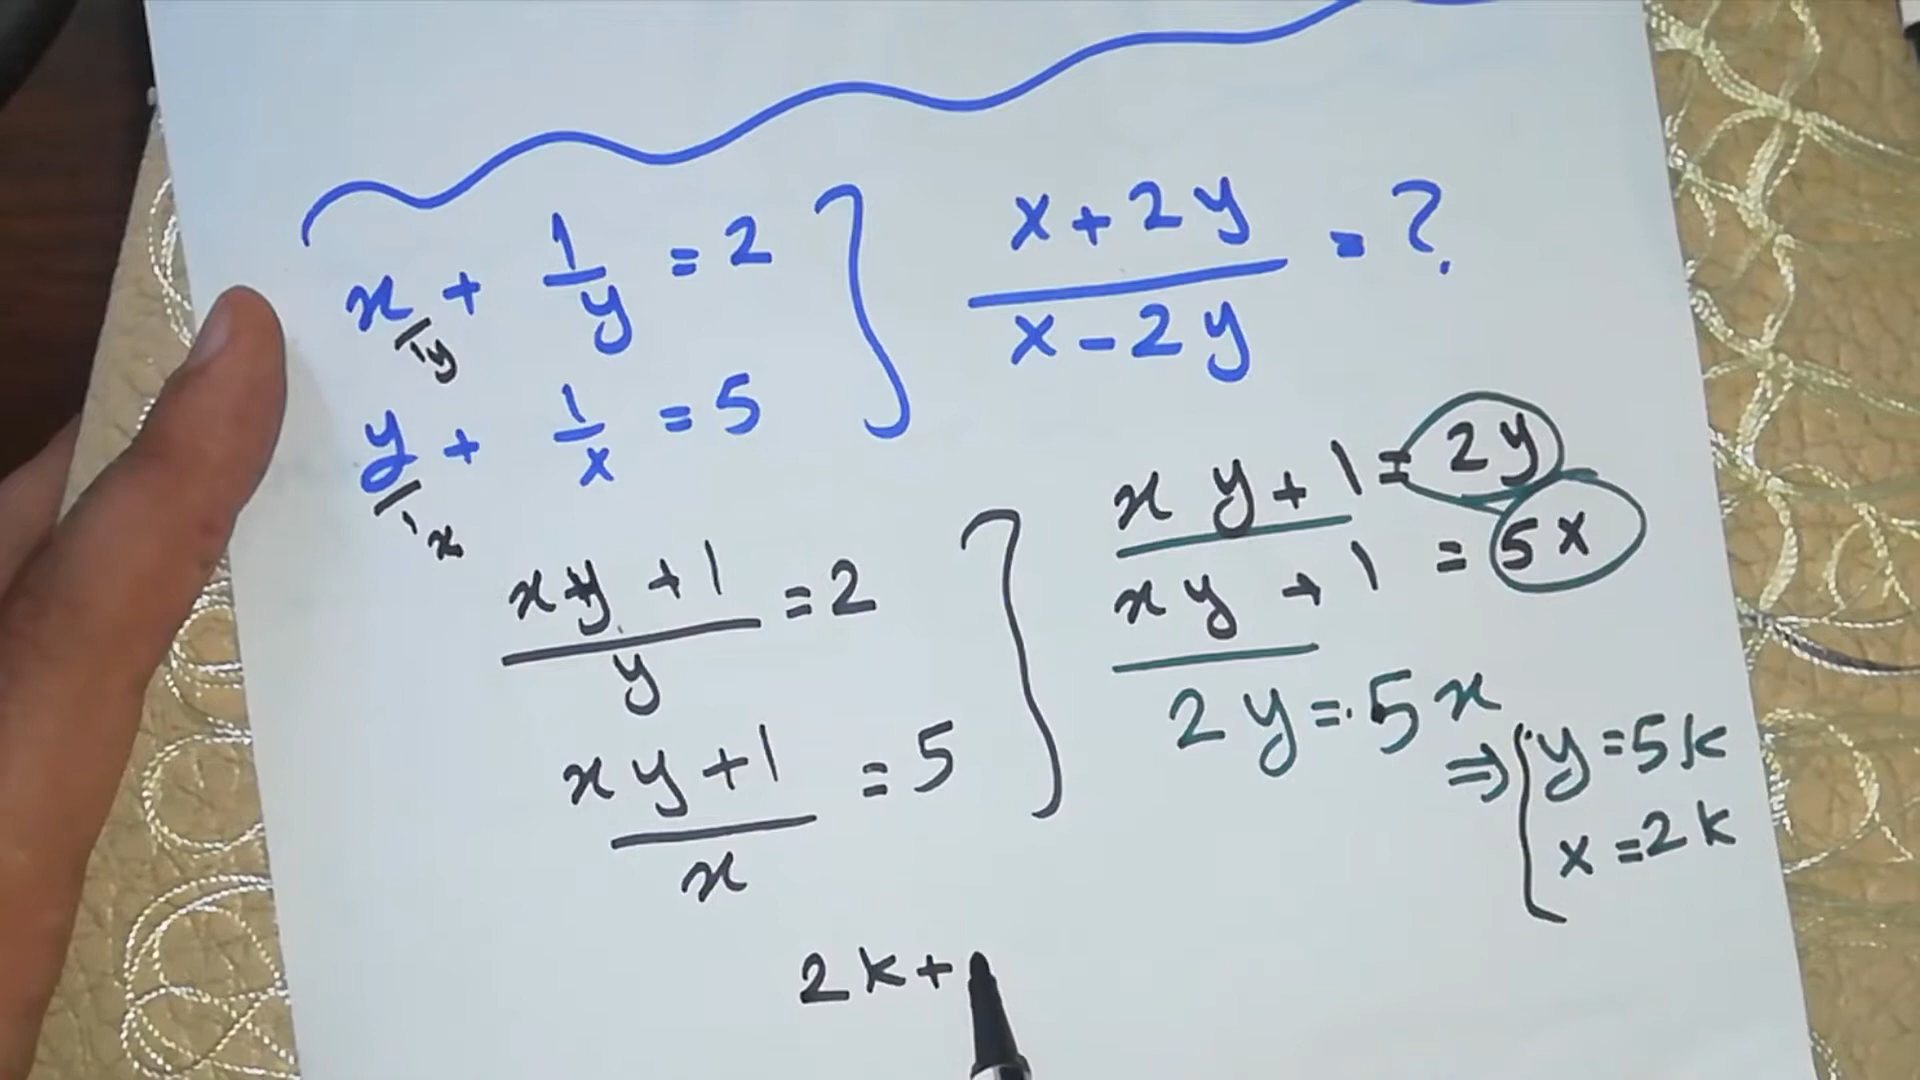 x + 1/y = 2
-y
y + 1/x = 5
-x
(x+2y)/(x-2y) = ?
(xy+1)/y = 2
(xy+1)/x = 5
xy+1 = 2y
xy+1 = 5x
2y = 5x
⇒ { y = 5k
x = 2k
2k+